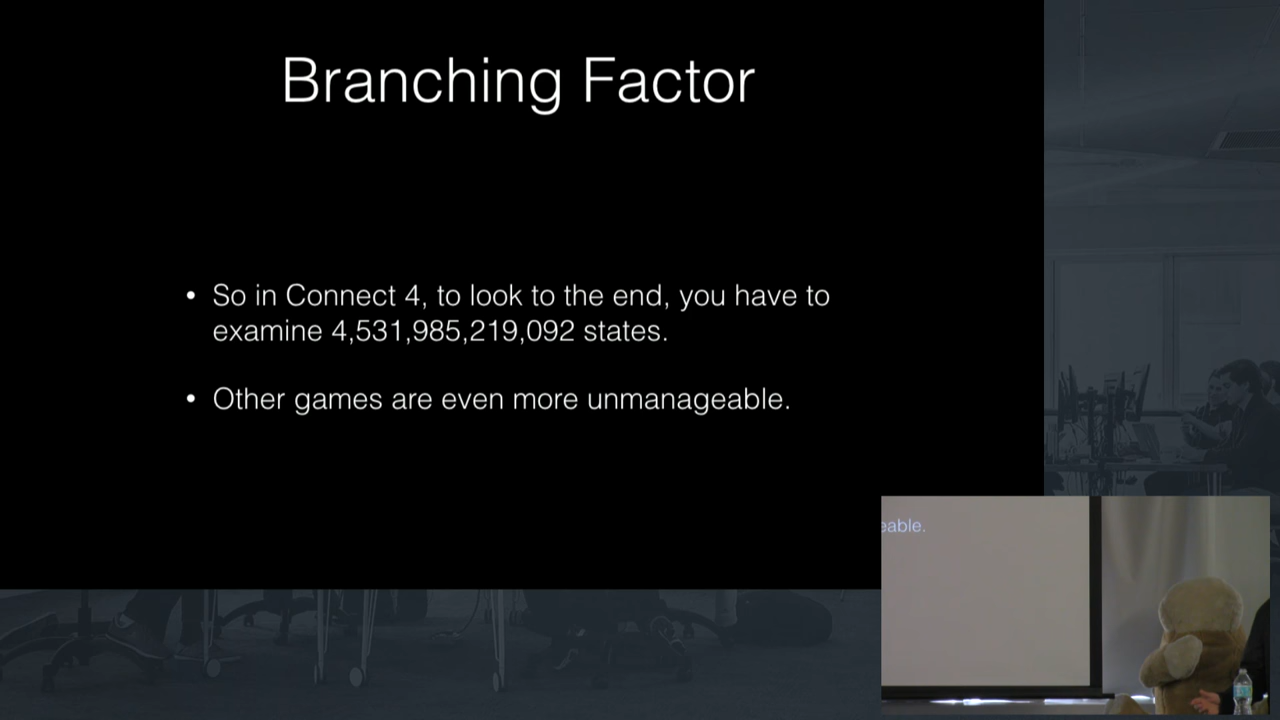 Branching Factor
• So in Connect 4, to look to the end, you have to
examine 4,531,985,219,092 states.
• Other games are even more unmanageable.
eable.